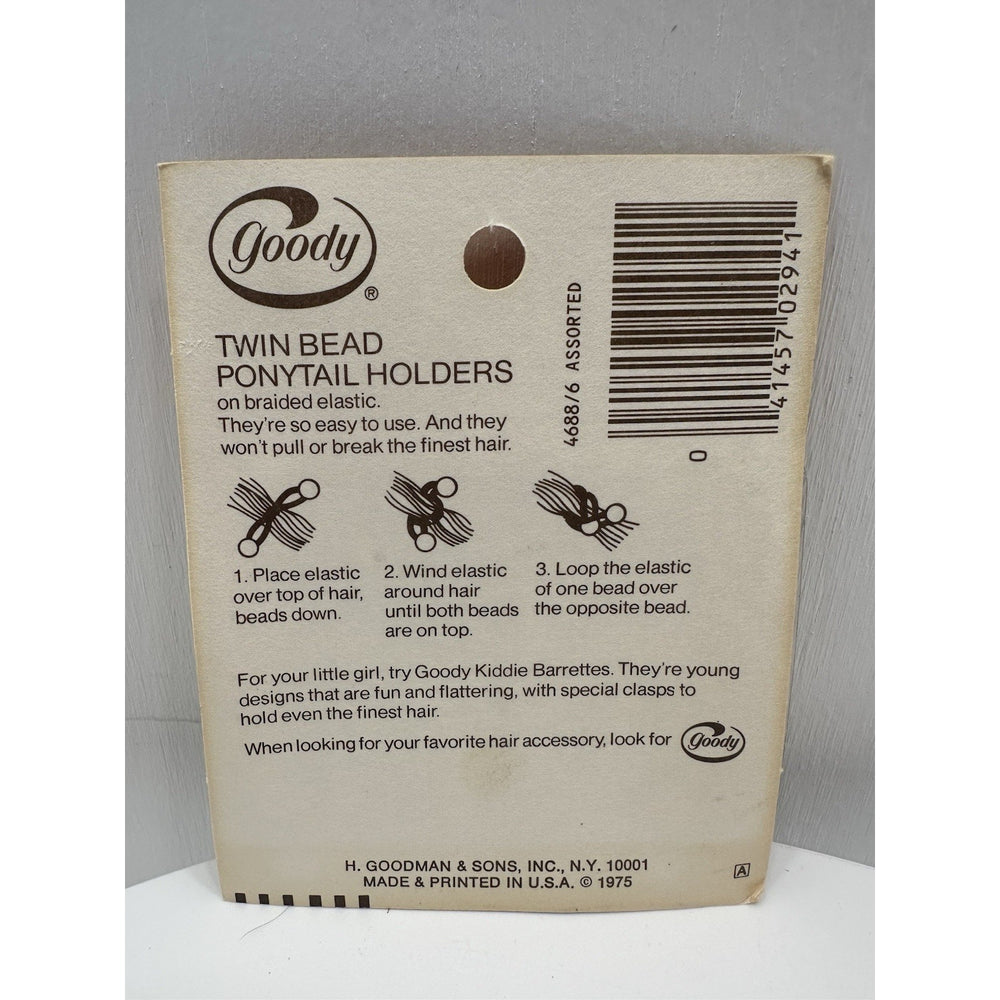 goody
®
TWIN BEAD
PONYTAIL HOLDERS
on braided elastic.
They're so easy to use. And they
won't pull or break the finest hair.
4688/6 ASSORTED
41457 02941
0
1. Place elastic
over top of hair,
beads down.
2. Wind elastic
around hair
until both beads
are on top.
3. Loop the elastic
of one bead over
the opposite bead.
For your little girl, try Goody Kiddie Barrettes. They're young
designs that are fun and flattering, with special clasps to
hold even the finest hair.
When looking for your favorite hair accessory, look for goody
H. GOODMAN & SONS, INC., N.Y. 10001
MADE & PRINTED IN U.S.A. © 1975
A